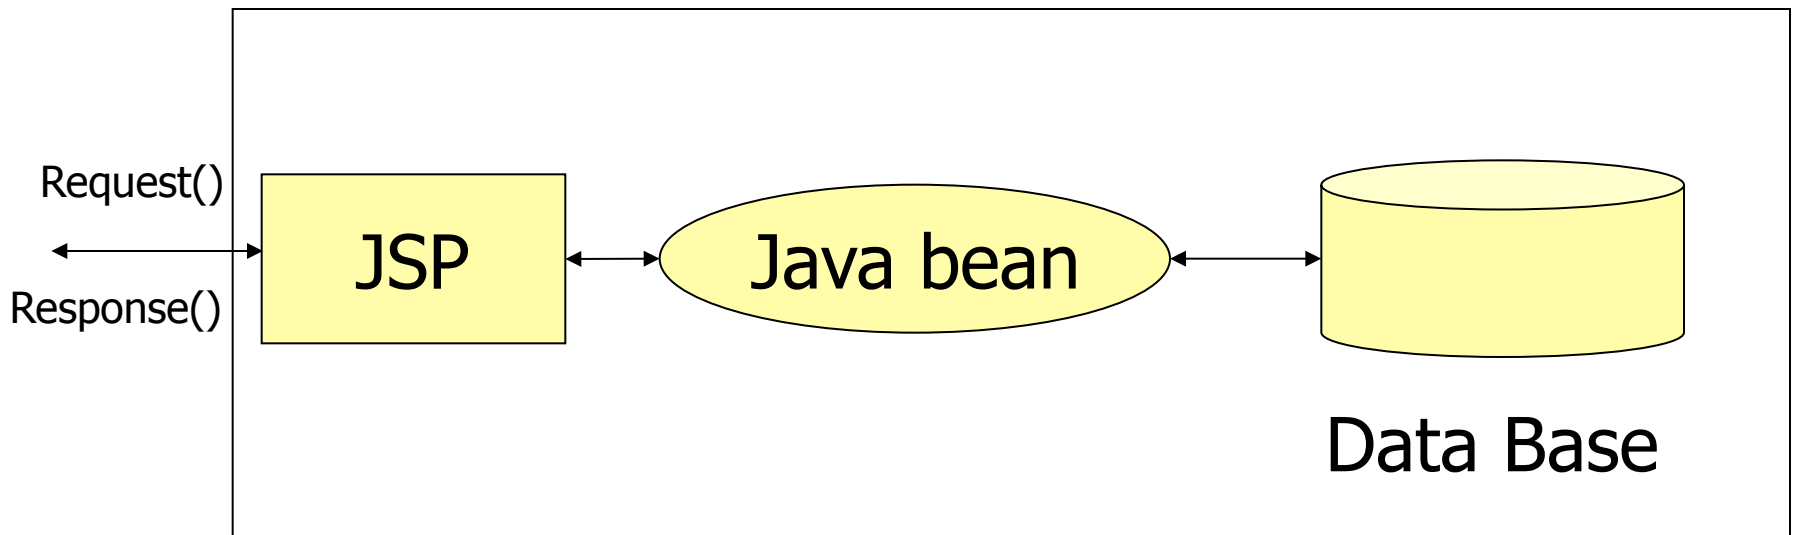 Request()
JSP
Java bean
Response()
Data Base